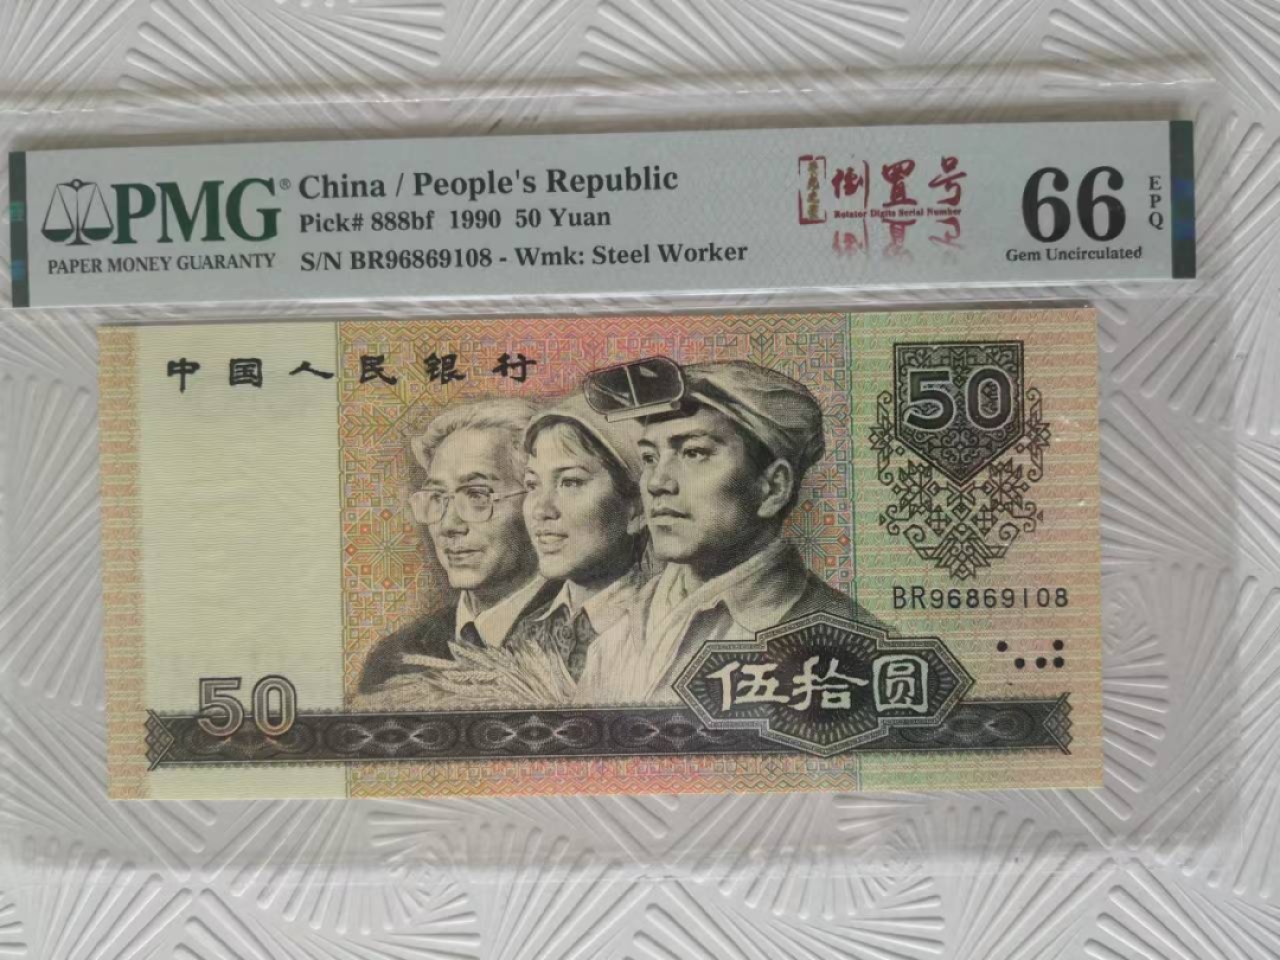 PMG®
PAPER MONEY GUARANTY
China / People's Republic
Pick# 888bf 1990 50 Yuan
S/N BR96869108 - Wmk: Steel Worker
倒置号
Rotator Digits Serial Number
66
EPQ
Gem Uncirculated
中国人民银行
50
BR96869108
50
伍拾圆